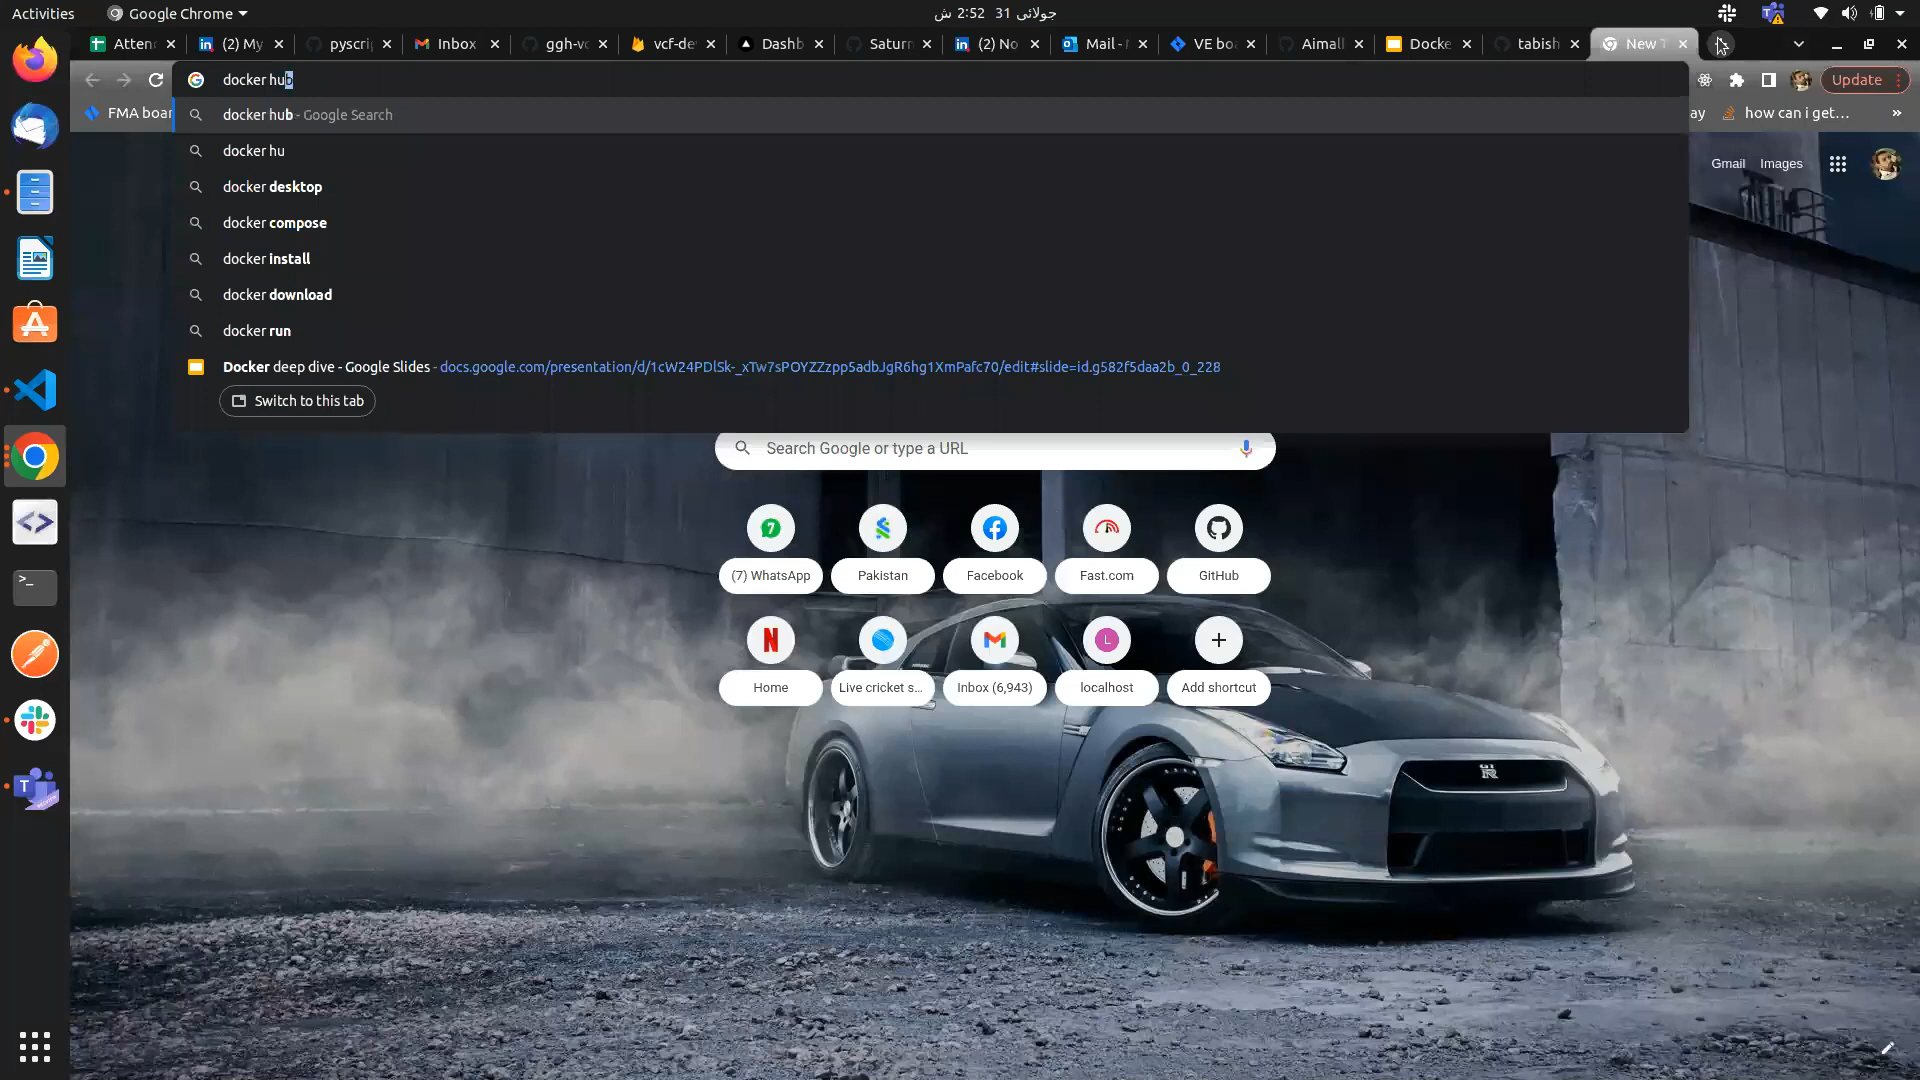 Activities
Google Chrome
جولائی 31 2:52 ش
Atten
(2) My
pyscri
Inbox
ggh-vc
vcf-de
Dashb
Saturn
(2) No
Mail -
VE bo
Aimall
Docke
tabish
New T
docker hub
Update
FMA boar
ay
how can i get...
»
docker hub - Google Search
docker hu
docker desktop
docker compose
docker install
docker download
docker run
Docker deep dive - Google Slides - docs.google.com/presentation/d/1cW24PDlSk-_xTw7sPOYZZzpp5adbJgR6hg1XmPafc70/edit#slide=id.g582f5daa2b_0_228
Switch to this tab
Gmail
Images
Search Google or type a URL
(7) WhatsApp
Pakistan
Facebook
Fast.com
GitHub
Home
Live cricket s...
Inbox (6,943)
localhost
Add shortcut